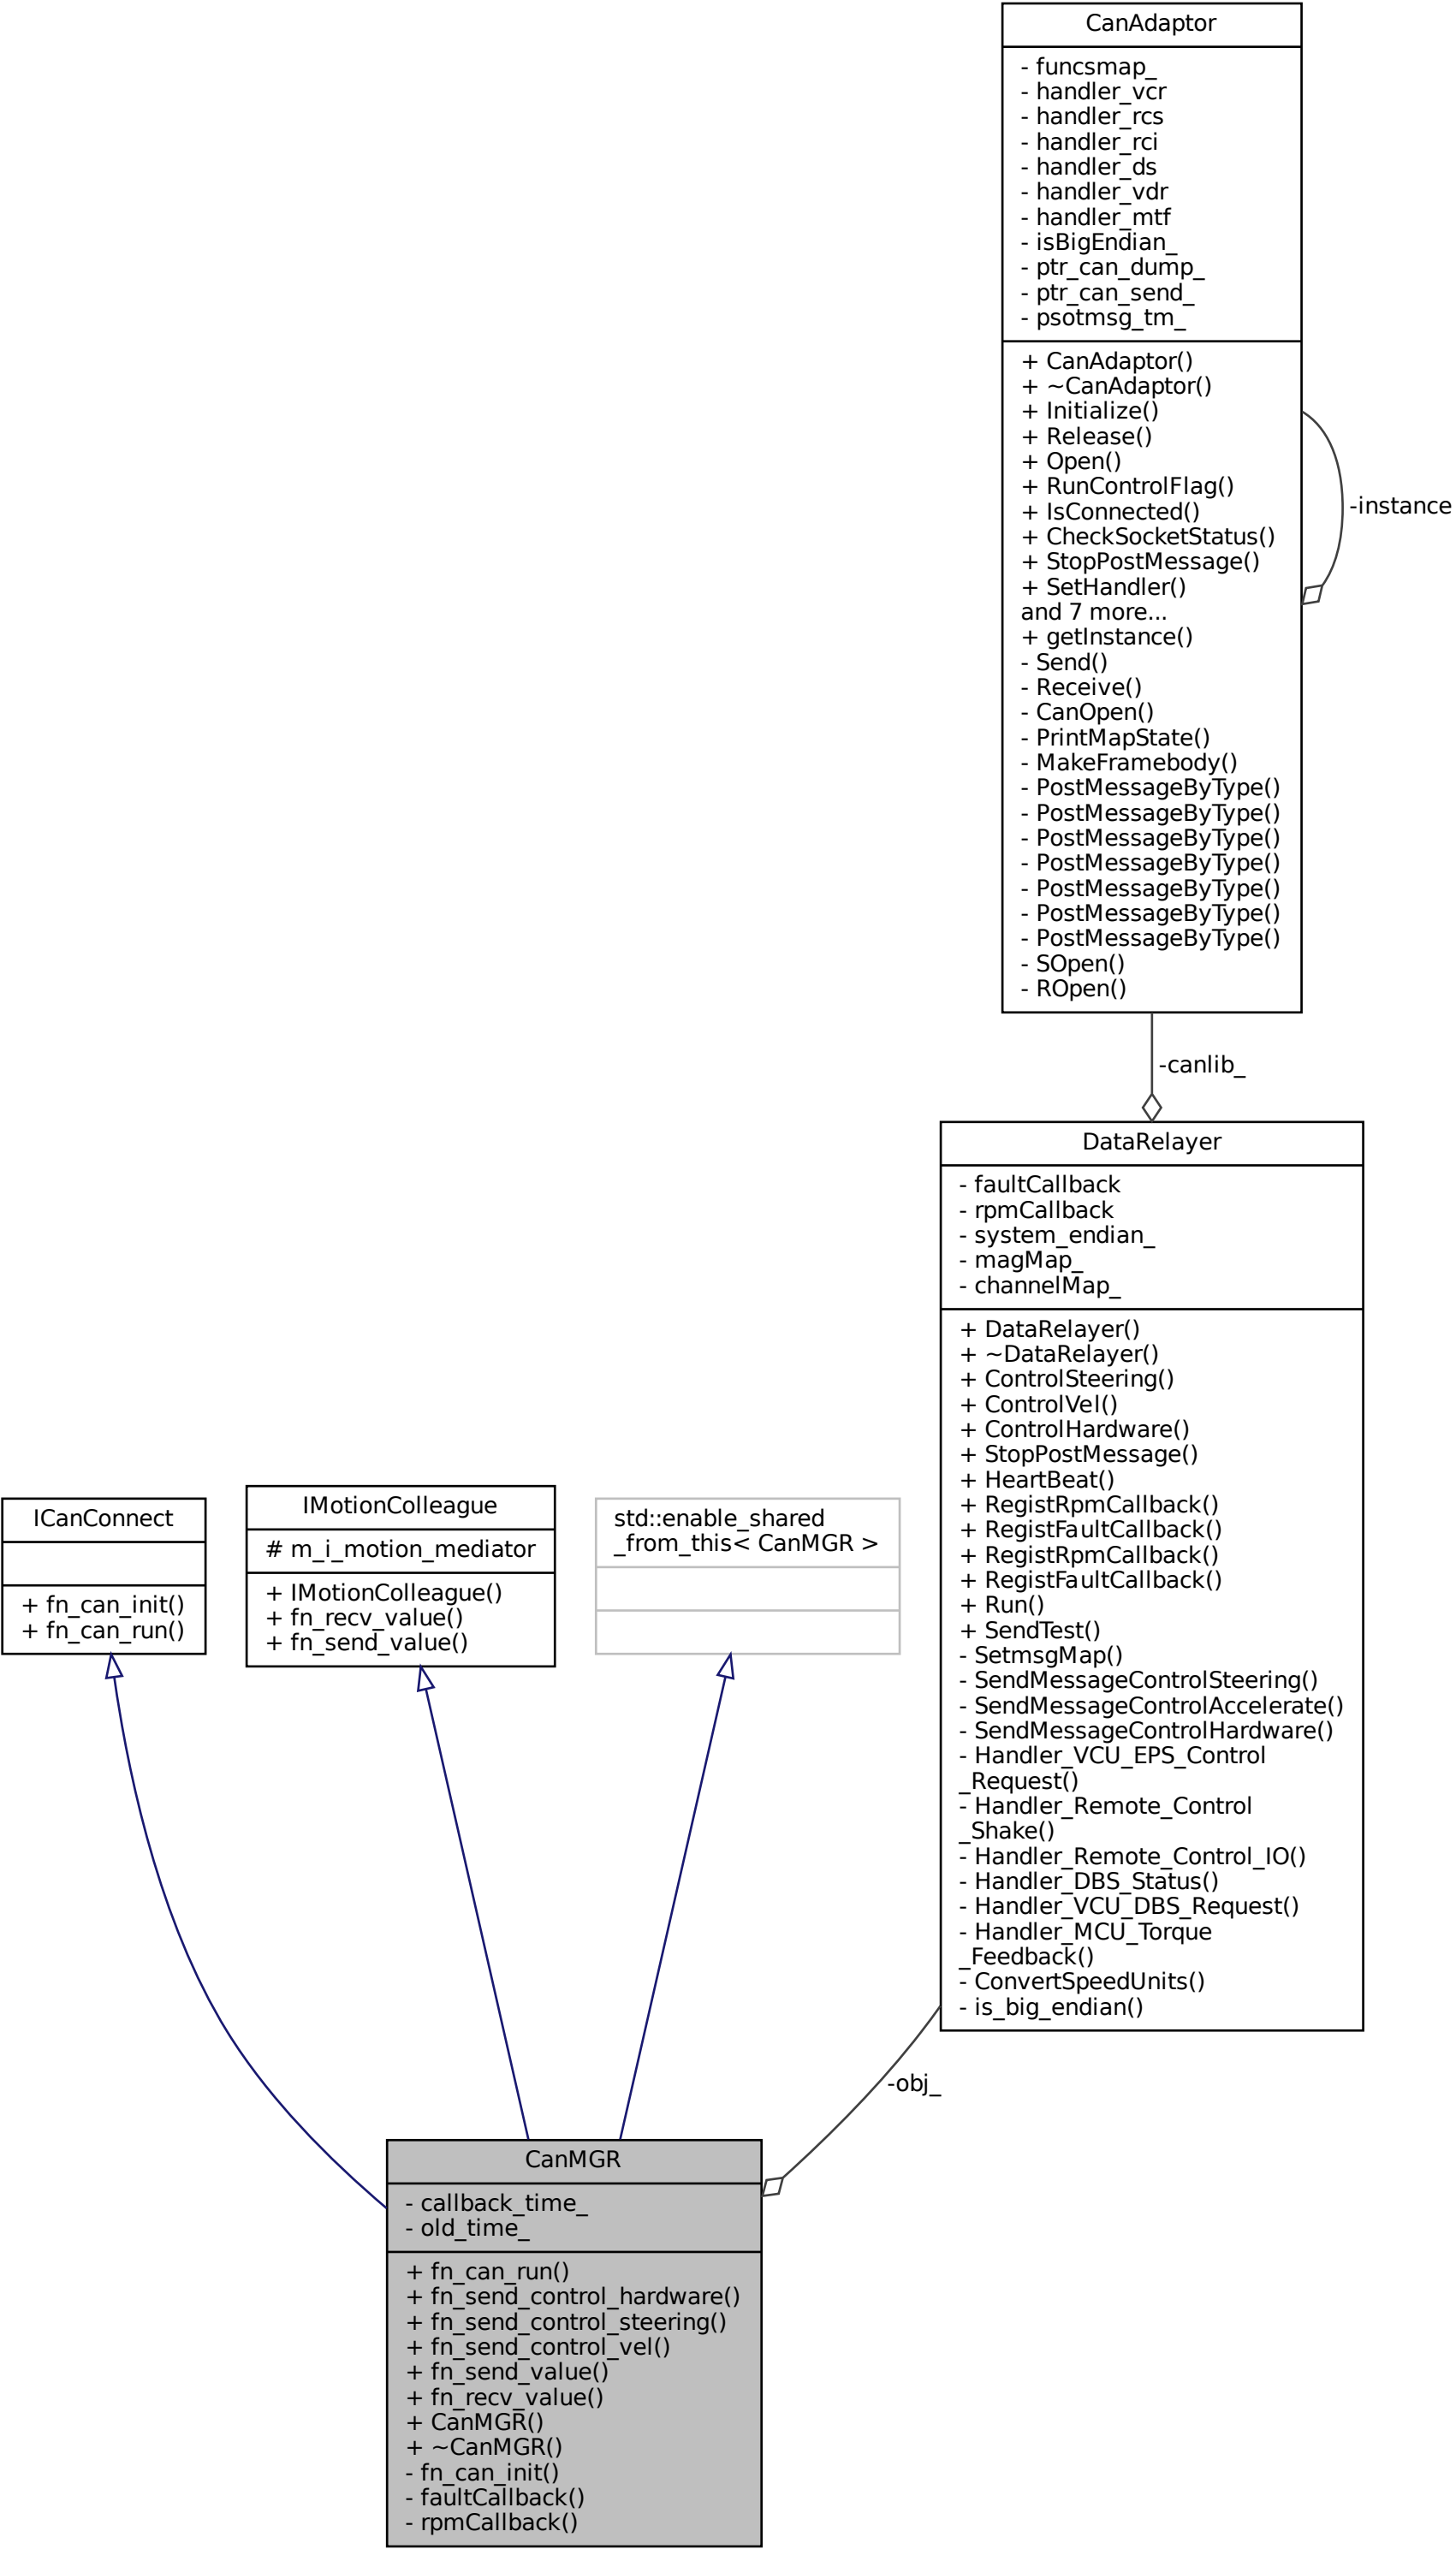 CanAdaptor
- funcsmap_
- handler_vcr
- handler_rcs
- handler_rci
- handler_ds
- handler_vdr
- handler_mtf
- isBigEndian_
- ptr_can_dump_
- ptr_can_send_
- psotmsg_tm_
+ CanAdaptor()
+ ~CanAdaptor()
+ Initialize()
+ Release()
+ Open()
+ RunControlFlag()
+ IsConnected()
+ CheckSocketStatus()
+ StopPostMessage()
+ SetHandler()
and 7 more...
+ getInstance()
- Send()
- Receive()
- CanOpen()
- PrintMapState()
- MakeFramebody()
- PostMessageByType()
- PostMessageByType()
- PostMessageByType()
- PostMessageByType()
- PostMessageByType()
- PostMessageByType()
- PostMessageByType()
- SOpen()
- ROpen()
-instance
-canlib_
DataRelayer
- faultCallback
- rpmCallback
- system_endian_
- magMap_
- channelMap_
+ DataRelayer()
+ ~DataRelayer()
+ ControlSteering()
+ ControlVel()
+ ControlHardware()
+ StopPostMessage()
+ HeartBeat()
+ RegistRpmCallback()
+ RegistFaultCallback()
+ RegistRpmCallback()
+ RegistFaultCallback()
+ Run()
+ SendTest()
- SetmsgMap()
- SendMessageControlSteering()
- SendMessageControlAccelerate()
- SendMessageControlHardware()
- Handler_VCU_EPS_Control
_Request()
- Handler_Remote_Control
_Shake()
- Handler_Remote_Control_IO()
- Handler_DBS_Status()
- Handler_VCU_DBS_Request()
- Handler_MCU_Torque
_Feedback()
- ConvertSpeedUnits()
- is_big_endian()
ICanConnect
+ fn_can_init()
+ fn_can_run()
IMotionColleague
# m_i_motion_mediator
+ IMotionColleague()
+ fn_recv_value()
+ fn_send_value()
std::enable_shared
_from_this< CanMGR >
-obj_
CanMGR
- callback_time_
- old_time_
+ fn_can_run()
+ fn_send_control_hardware()
+ fn_send_control_steering()
+ fn_send_control_vel()
+ fn_send_value()
+ fn_recv_value()
+ CanMGR()
+ ~CanMGR()
- fn_can_init()
- faultCallback()
- rpmCallback()